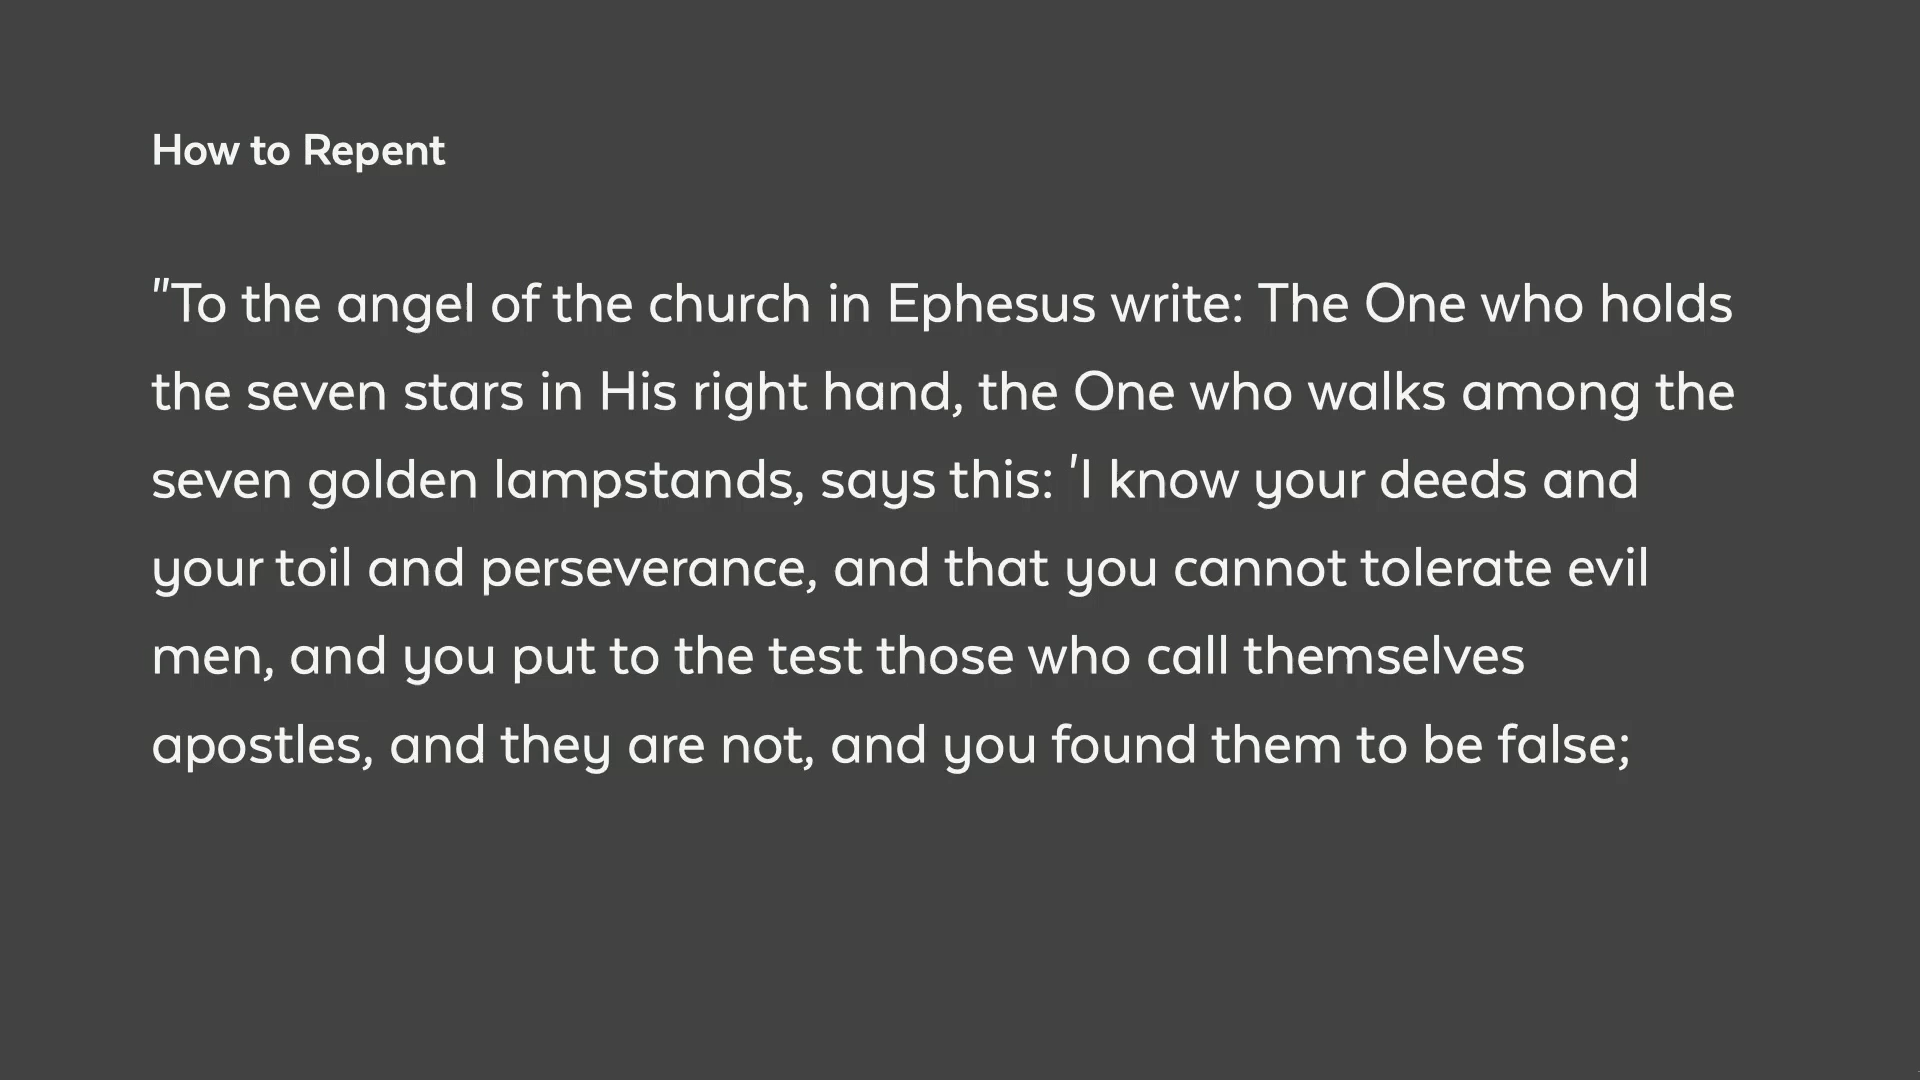 How to Repent
"To the angel of the church in Ephesus write: The One who holds
the seven stars in His right hand, the One who walks among the
seven golden lampstands, says this: 'I know your deeds and
your toil and perseverance, and that you cannot tolerate evil
men, and you put to the test those who call themselves
apostles, and they are not, and you found them to be false;